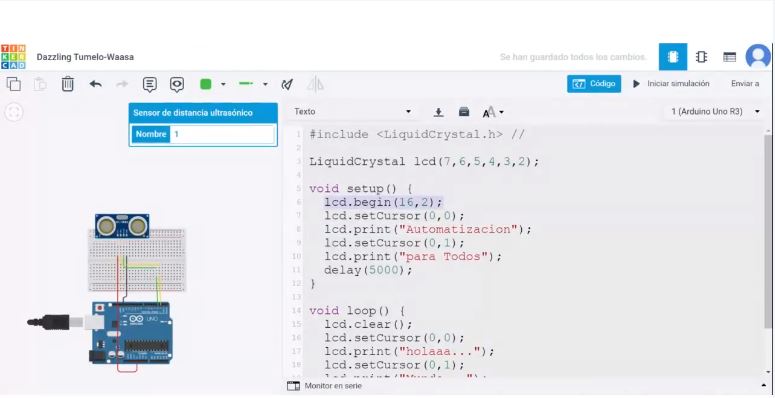 TIN
KER
CAD
Dazzling Tumelo-Waasa
Se han guardado todos los cambios.
Código
Iniciar simulación
Enviar a
Sensor de distancia ultrasónico
Nombre 1
Texto
1 (Arduino Uno R3)
1 #include <LiquidCrystal.h> //
2
3 LiquidCrystal lcd(7,6,5,4,3,2);
4
5 void setup() {
6 lcd.begin(16,2);
7 lcd.setCursor(0,0);
8 lcd.print("Automatizacion");
9 lcd.setCursor(0,1);
10 lcd.print("para Todos");
11 delay(5000);
12 }
13
14 void loop() {
15 lcd.clear();
16 lcd.setCursor(0,0);
17 lcd.print("holaaa...");
18 lcd.setCursor(0,1);
UNO
Monitor en serie